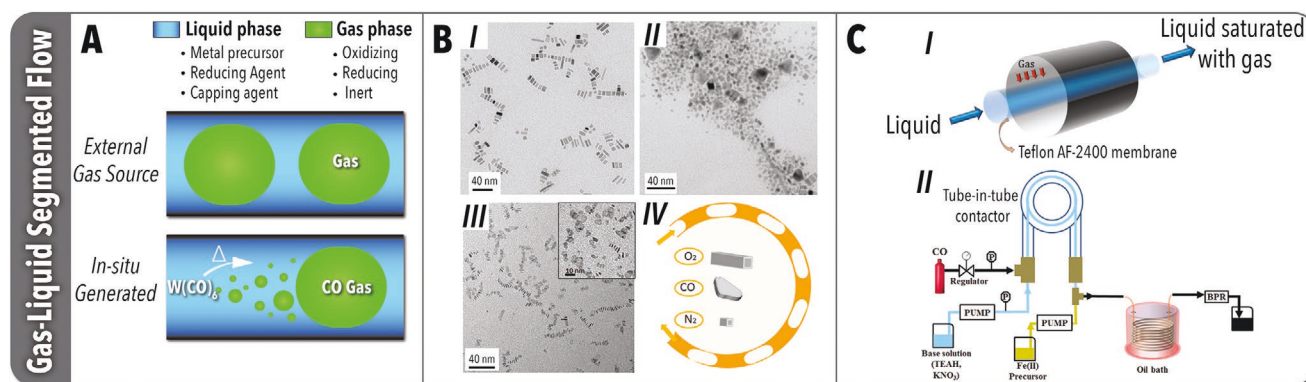 Gas-Liquid Segmented Flow
A
Liquid phase
• Metal precursor
• Reducing Agent
• Capping agent
Gas phase
• Oxidizing
• Reducing
• Inert
External
Gas Source
Gas
In-situ
Generated
W(CO)6
Δ
CO Gas
B
I
40 nm
II
40 nm
III
10 nm
40 nm
IV
O2
CO
N2
C
I
Gas
Liquid saturated
with gas
Liquid
Teflon AF-2400 membrane
II
Tube-in-tube
contactor
CO
P
Regulator
P
PUMP
PUMP
BPR
Base solution
(TEAH,
KNO3)
Fe(II)
Precursor
Oil bath